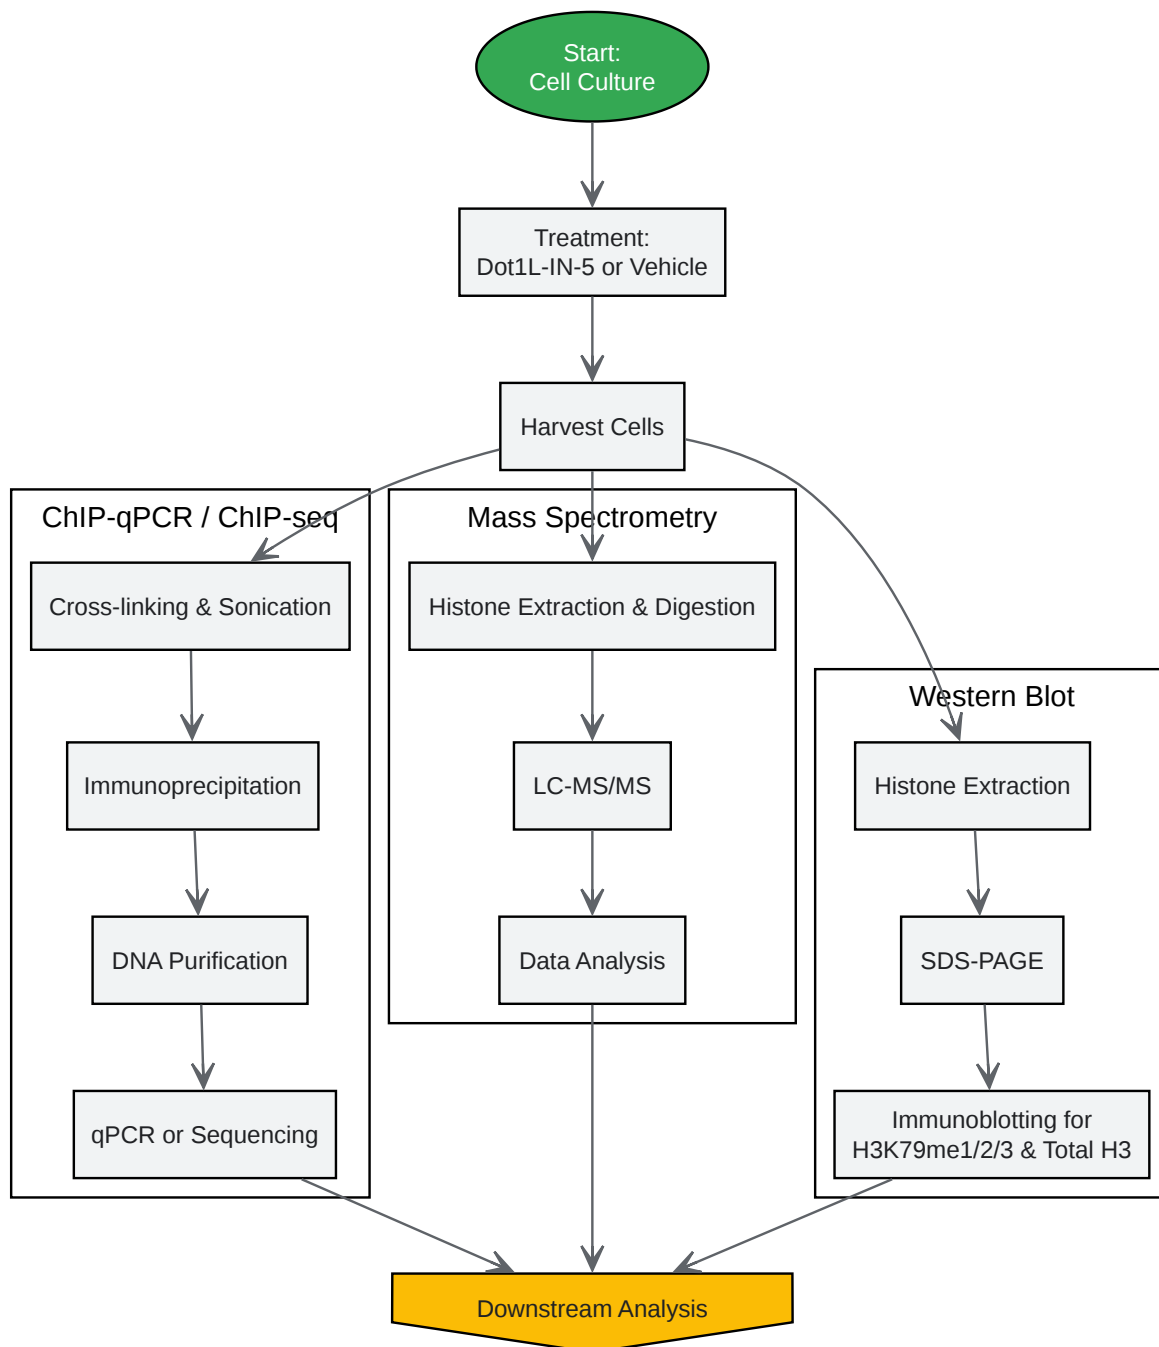 Start:
Cell Culture
Treatment:
Dot1L-IN-5 or Vehicle
Harvest Cells
ChIP-qPCR / ChIP-seq
Cross-linking & Sonication
Immunoprecipitation
DNA Purification
qPCR or Sequencing
Mass Spectrometry
Histone Extraction & Digestion
LC-MS/MS
Data Analysis
Western Blot
Histone Extraction
SDS-PAGE
Immunoblotting for
H3K79me1/2/3 & Total H3
Downstream Analysis